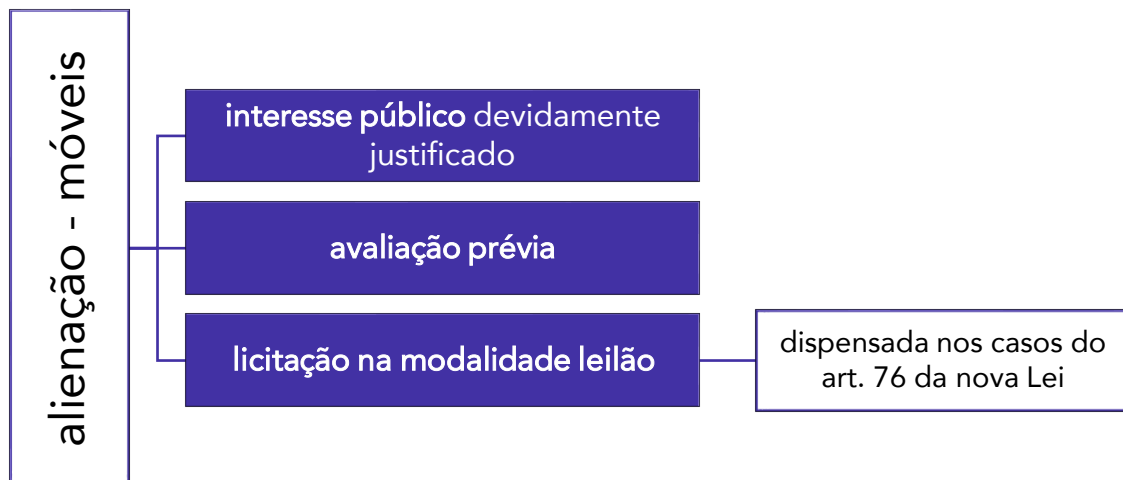 alienação - móveis
interesse público devidamente
justificado
avaliação prévia
licitação na modalidade leilão
dispensada nos casos do
art. 76 da nova Lei